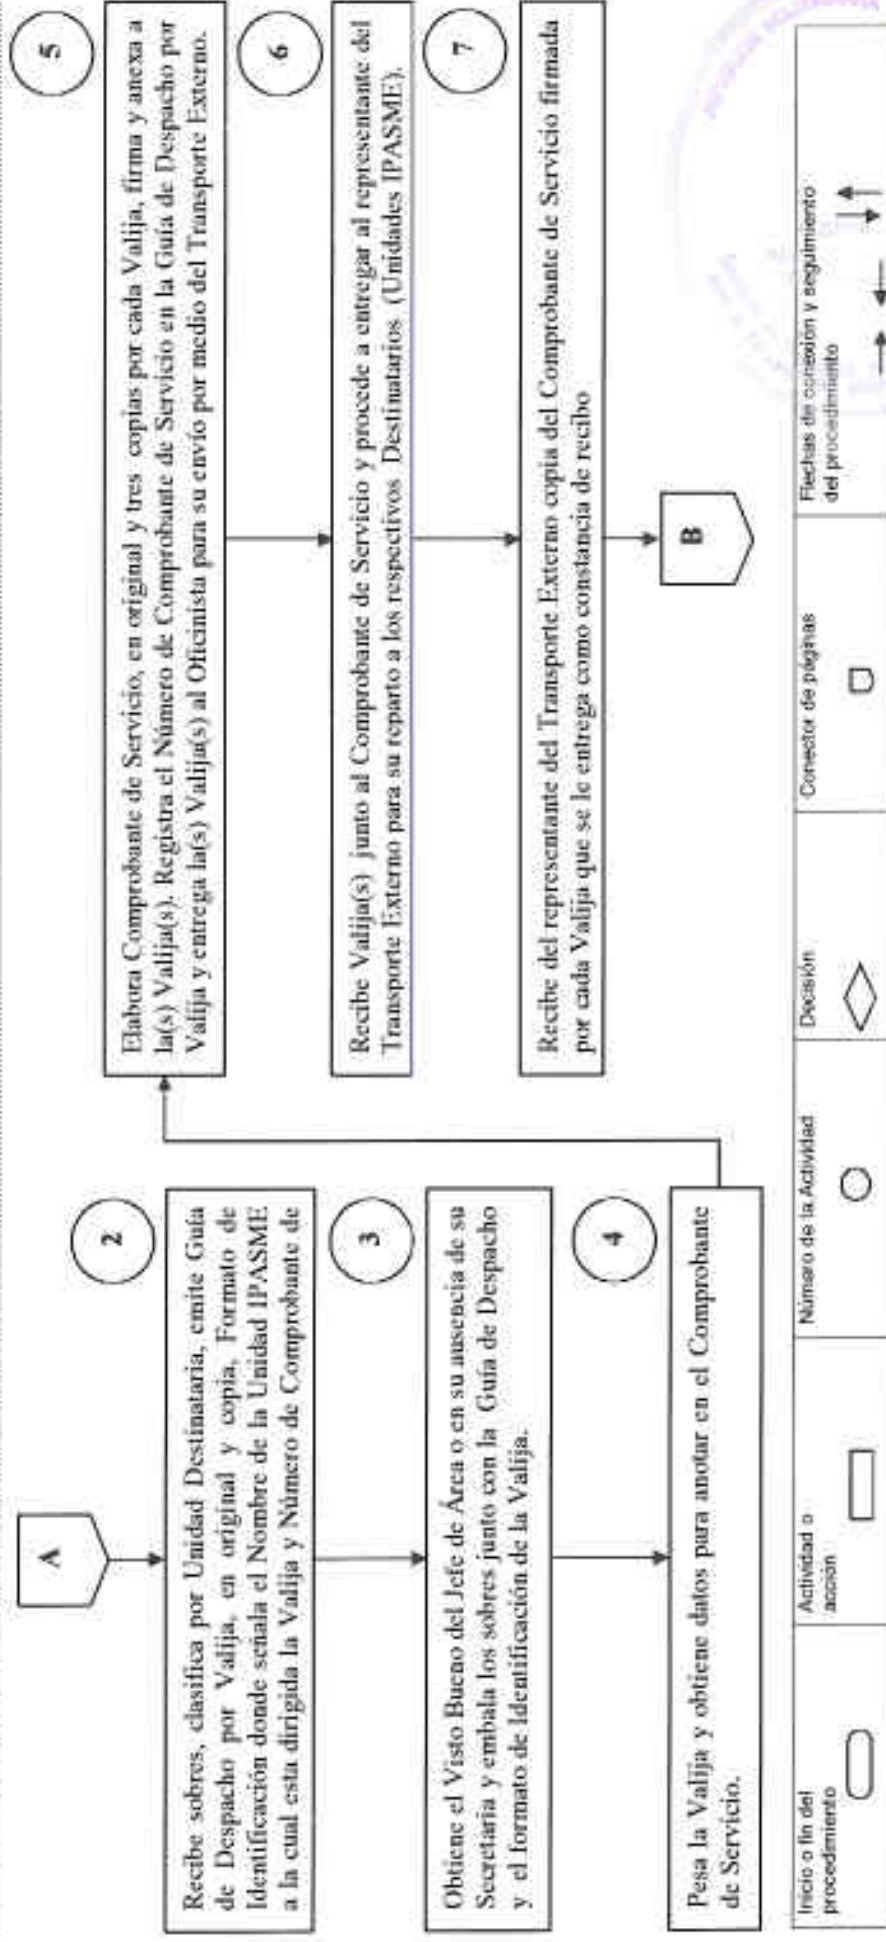 A
2
Recibe sobres, clasifica por Unidad Destinataria, emite Guía
de Despacho por Valija, en original y copia, Formato de
Identificación donde señala el Nombre de la Unidad IPASME
a la cual esta dirigida la Valija y Número de Comprobante de
3
Obtiene el Visto Bueno del Jefe de Área o en su ausencia de su
Secretaria y embala los sobres junto con la Guía de Despacho
y el formato de Identificación de la Valija.
4
Pesa la Valija y obtiene datos para anotar en el Comprobante
de Servicio.
5
Elabora Comprobante de Servicio, en original y tres copias por cada Valija, firma y anexa a
la(s) Valija(s). Registra el Número de Comprobante de Servicio en la Guía de Despacho por
Valija y entrega la(s) Valija(s) al Oficinista para su envío por medio del Transporte Externo.
6
Recibe Valija(s) junto al Comprobante de Servicio y procede a entregar al representante del
Transporte Externo para su reparto a los respectivos Destinatarios (Unidades IPASME).
7
Recibe del representante del Transporte Externo copia del Comprobante de Servicio firmada
por cada Valija que se le entrega como constancia de recibo
B
Inicio o fin del
procedimiento
Actividad o
acción
Número de la Actividad
Decisión
Conector de páginas
Flechas de conexión y seguimiento
del procedimiento